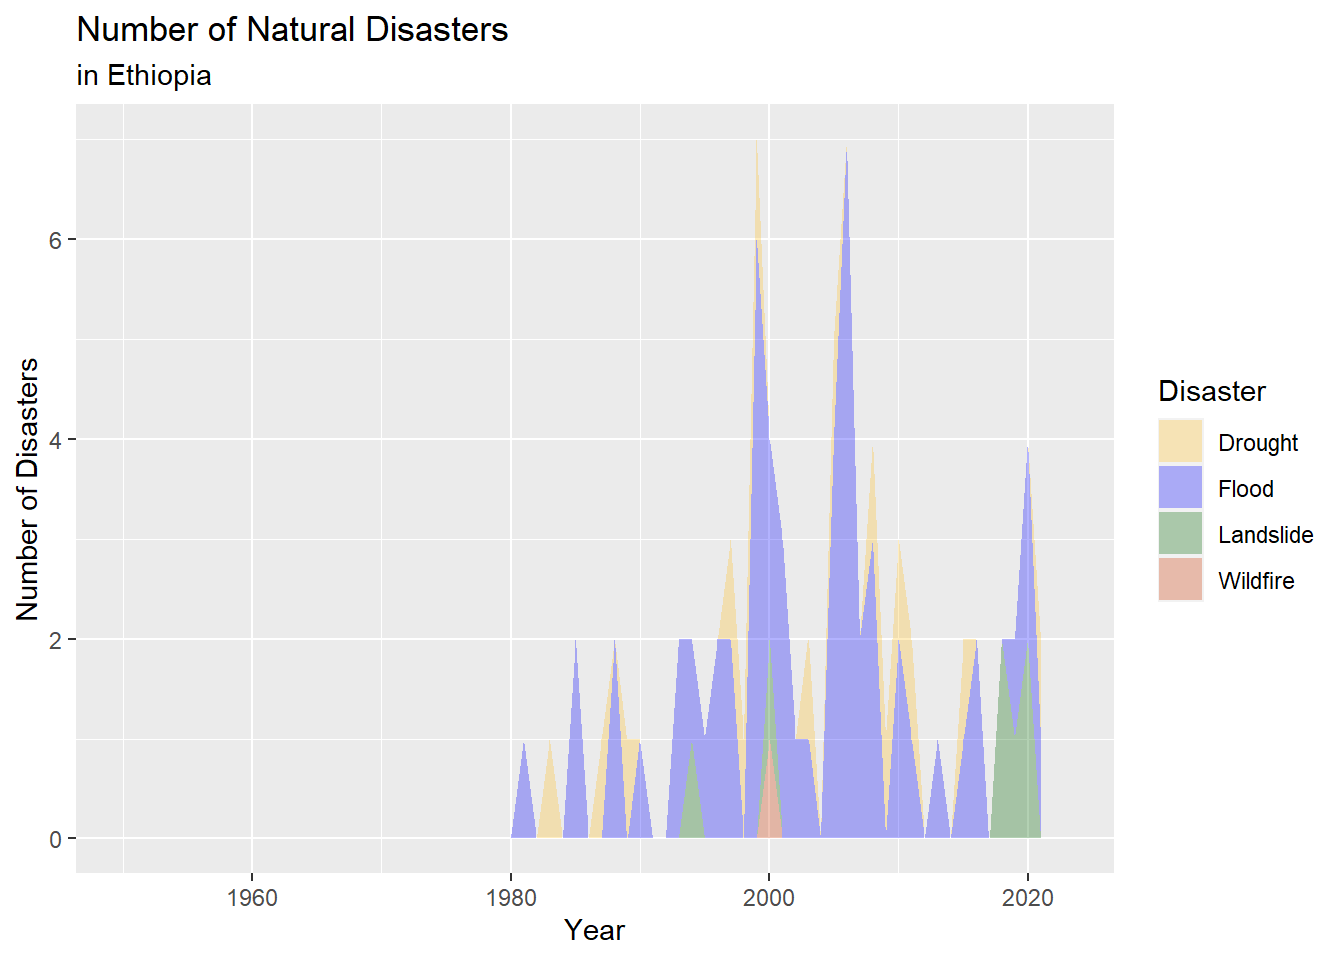 Number of Natural Disasters
in Ethiopia
Number of Disasters
6
4
2
0
1960
1980
2000
2020
Year
Disaster
Drought
Flood
Landslide
Wildfire